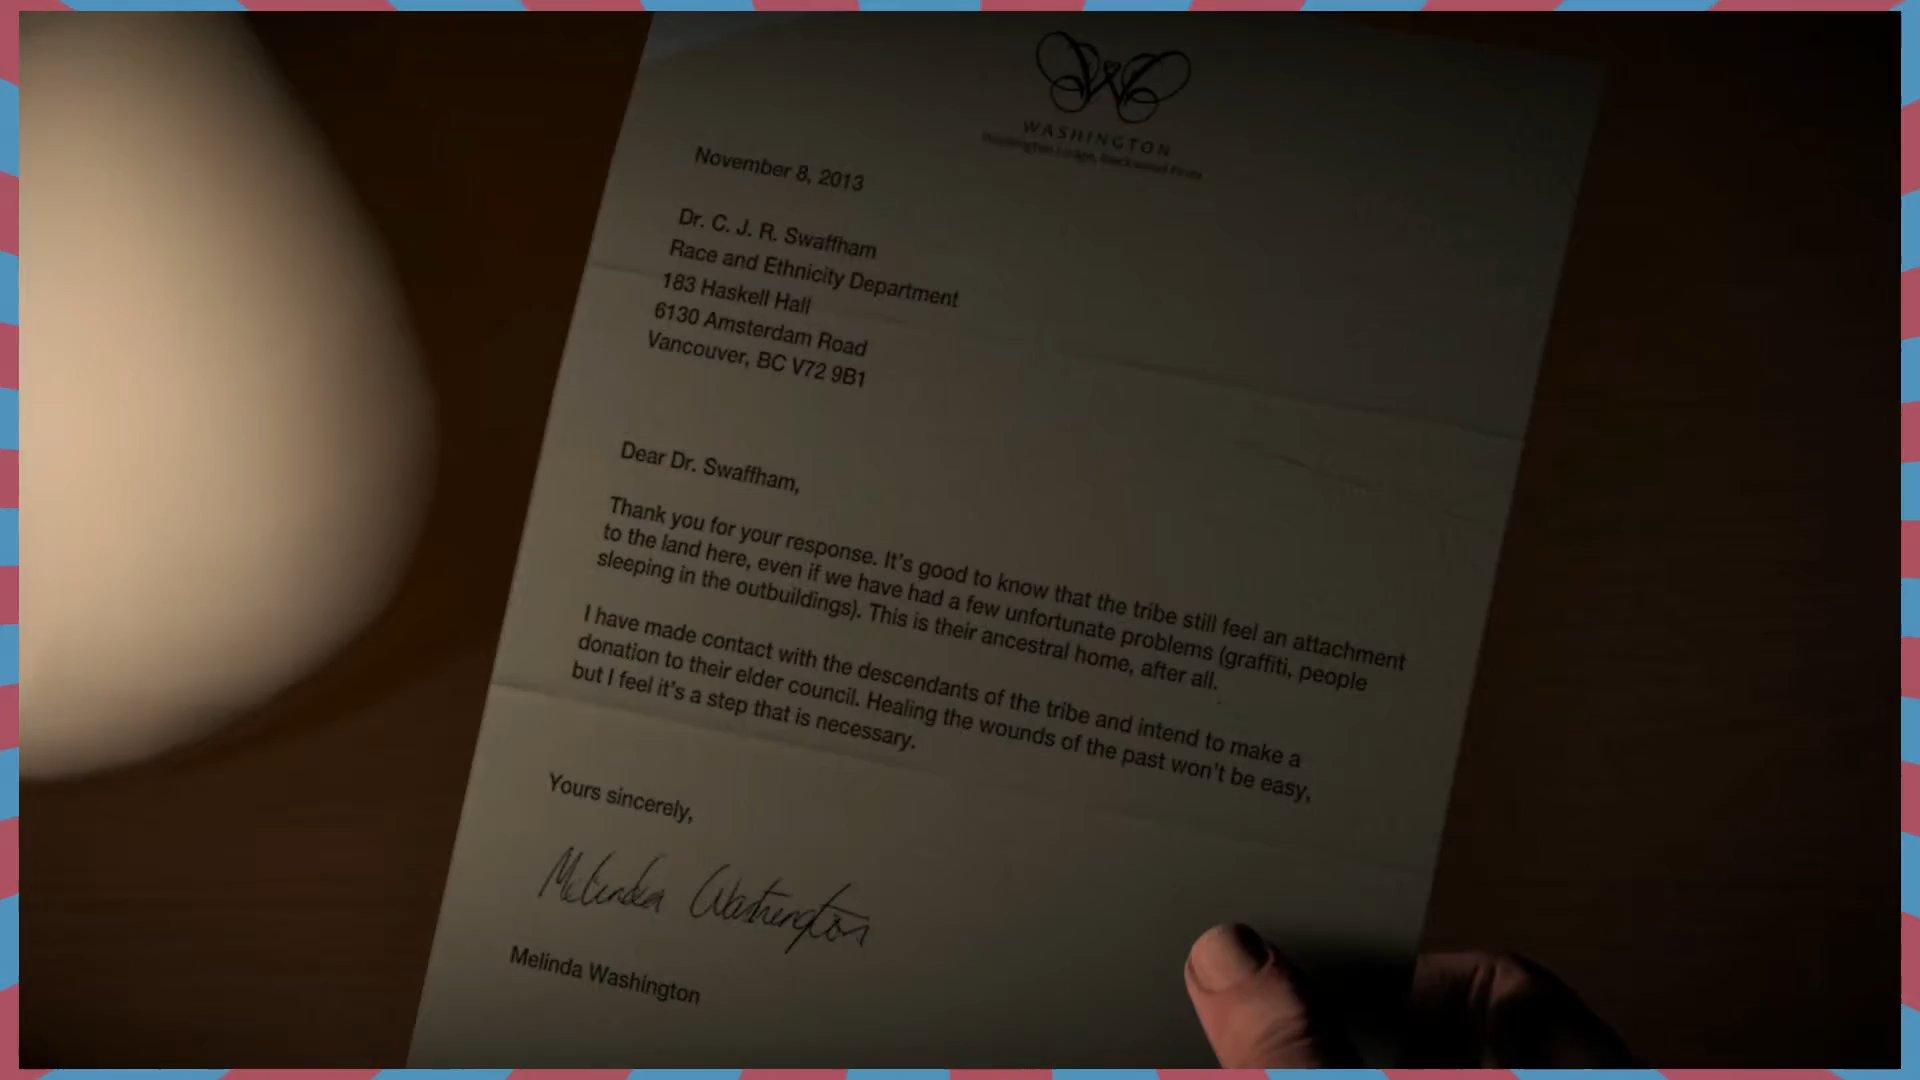 WASHINGTON
Washington Lodge, Blackwood Pines
November 8, 2013
Dr. C. J. R. Swaffham
Race and Ethnicity Department
183 Haskell Hall
6130 Amsterdam Road
Vancouver, BC V72 9B1
Dear Dr. Swaffham,
Thank you for your response. It's good to know that the tribe still feel an attachment
to the land here, even if we have had a few unfortunate problems (graffiti, people
sleeping in the outbuildings). This is their ancestral home, after all.
I have made contact with the descendants of the tribe and intend to make a
donation to their elder council. Healing the wounds of the past won't be easy,
but I feel it's a step that is necessary.
Yours sincerely,
Melinda Washington
Melinda Washington